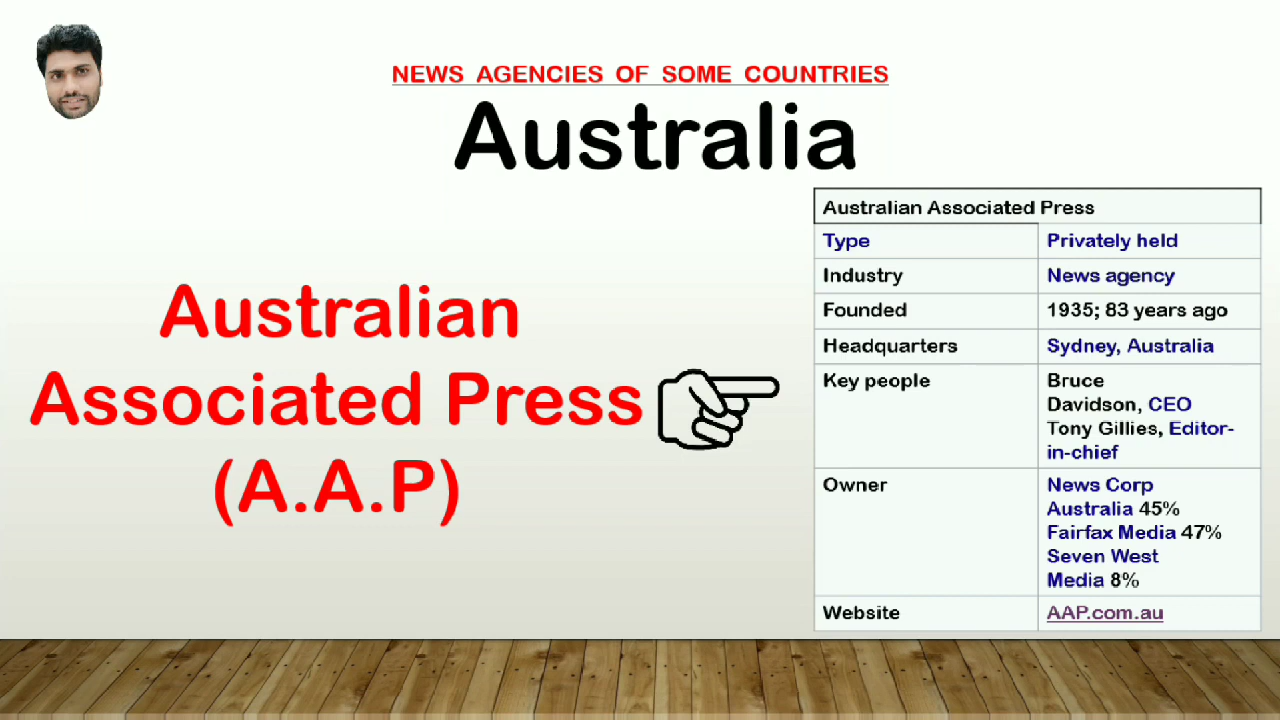 NEWS AGENCIES OF SOME COUNTRIES
Australia
Australian
Associated Press
(A.A.P)
Australian Associated Press
Type Privately held
Industry News agency
Founded 1935; 83 years ago
Headquarters Sydney, Australia
Key people Bruce
Davidson, CEO
Tony Gillies, Editor-
in-chief
Owner News Corp
Australia 45%
Fairfax Media 47%
Seven West
Media 8%
Website AAP.com.au